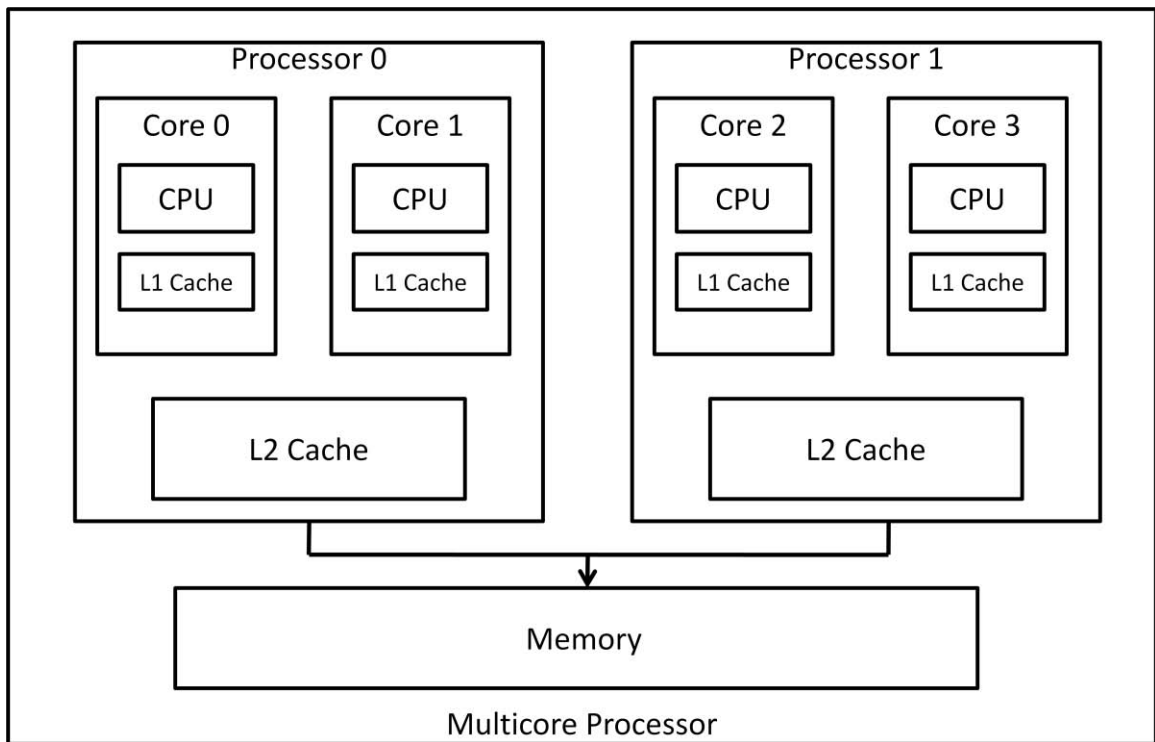 Processor 0
Processor 1
Core 0
Core 1
Core 2
Core 3
CPU
CPU
CPU
CPU
L1 Cache
L1 Cache
L1 Cache
L1 Cache
L2 Cache
L2 Cache
Memory
Multicore Processor